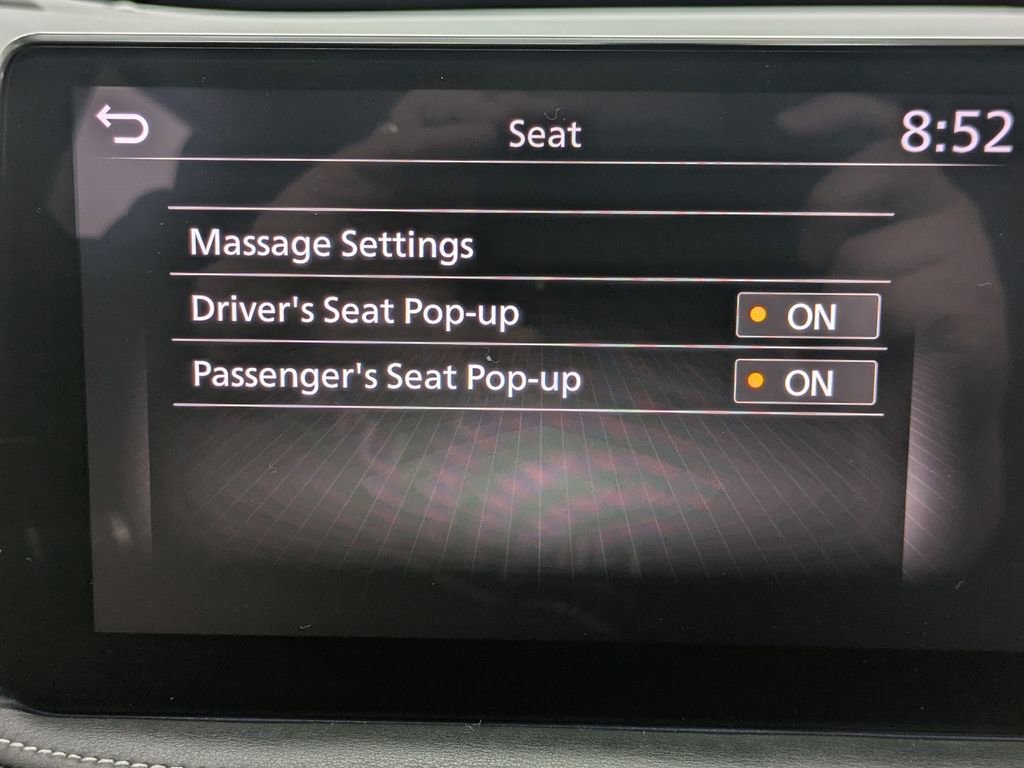 Seat 8:52
Massage Settings
Driver's Seat Pop-up ON
Passenger's Seat Pop-up ON